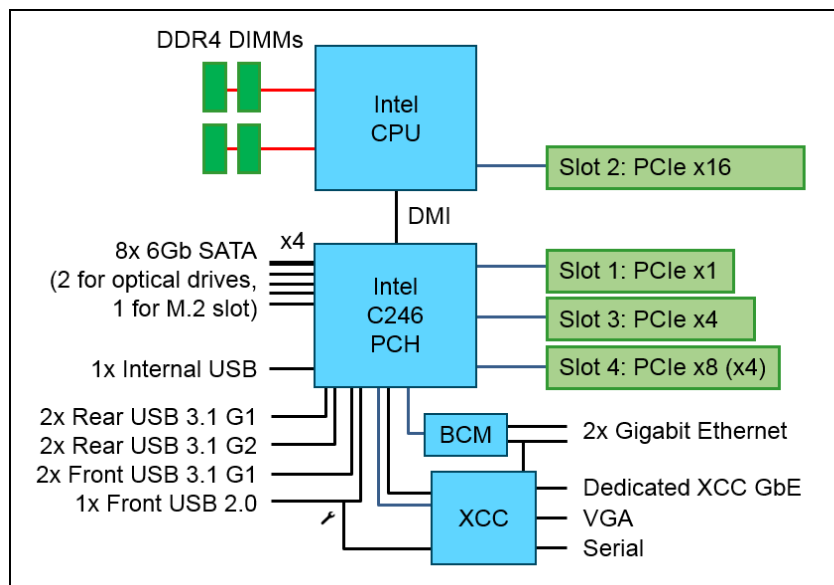 DDR4 DIMMs
Intel
CPU
Slot 2: PCIe x16
DMI
x4
8x 6Gb SATA
(2 for optical drives,
1 for M.2 slot)
Intel
C246
PCH
Slot 1: PCIe x1
Slot 3: PCIe x4
Slot 4: PCIe x8 (x4)
1x Internal USB
2x Rear USB 3.1 G1
2x Rear USB 3.1 G2
2x Front USB 3.1 G1
1x Front USB 2.0
BCM
2x Gigabit Ethernet
XCC
Dedicated XCC GbE
VGA
Serial